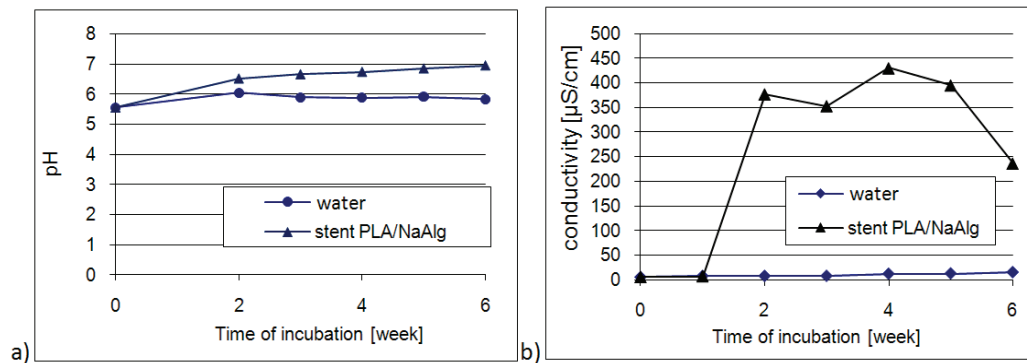 8
7
6
5
4
3
2
1
0
pH
water
stent PLA/NaAlg
0 2 4 6
Time of incubation [week]
a)
500
450
400
350
300
250
200
150
100
50
0
conductivity [µS/cm]
water
stent PLA/NaAlg
0 1 2 3 4 5 6
Time of incubation [week]
b)